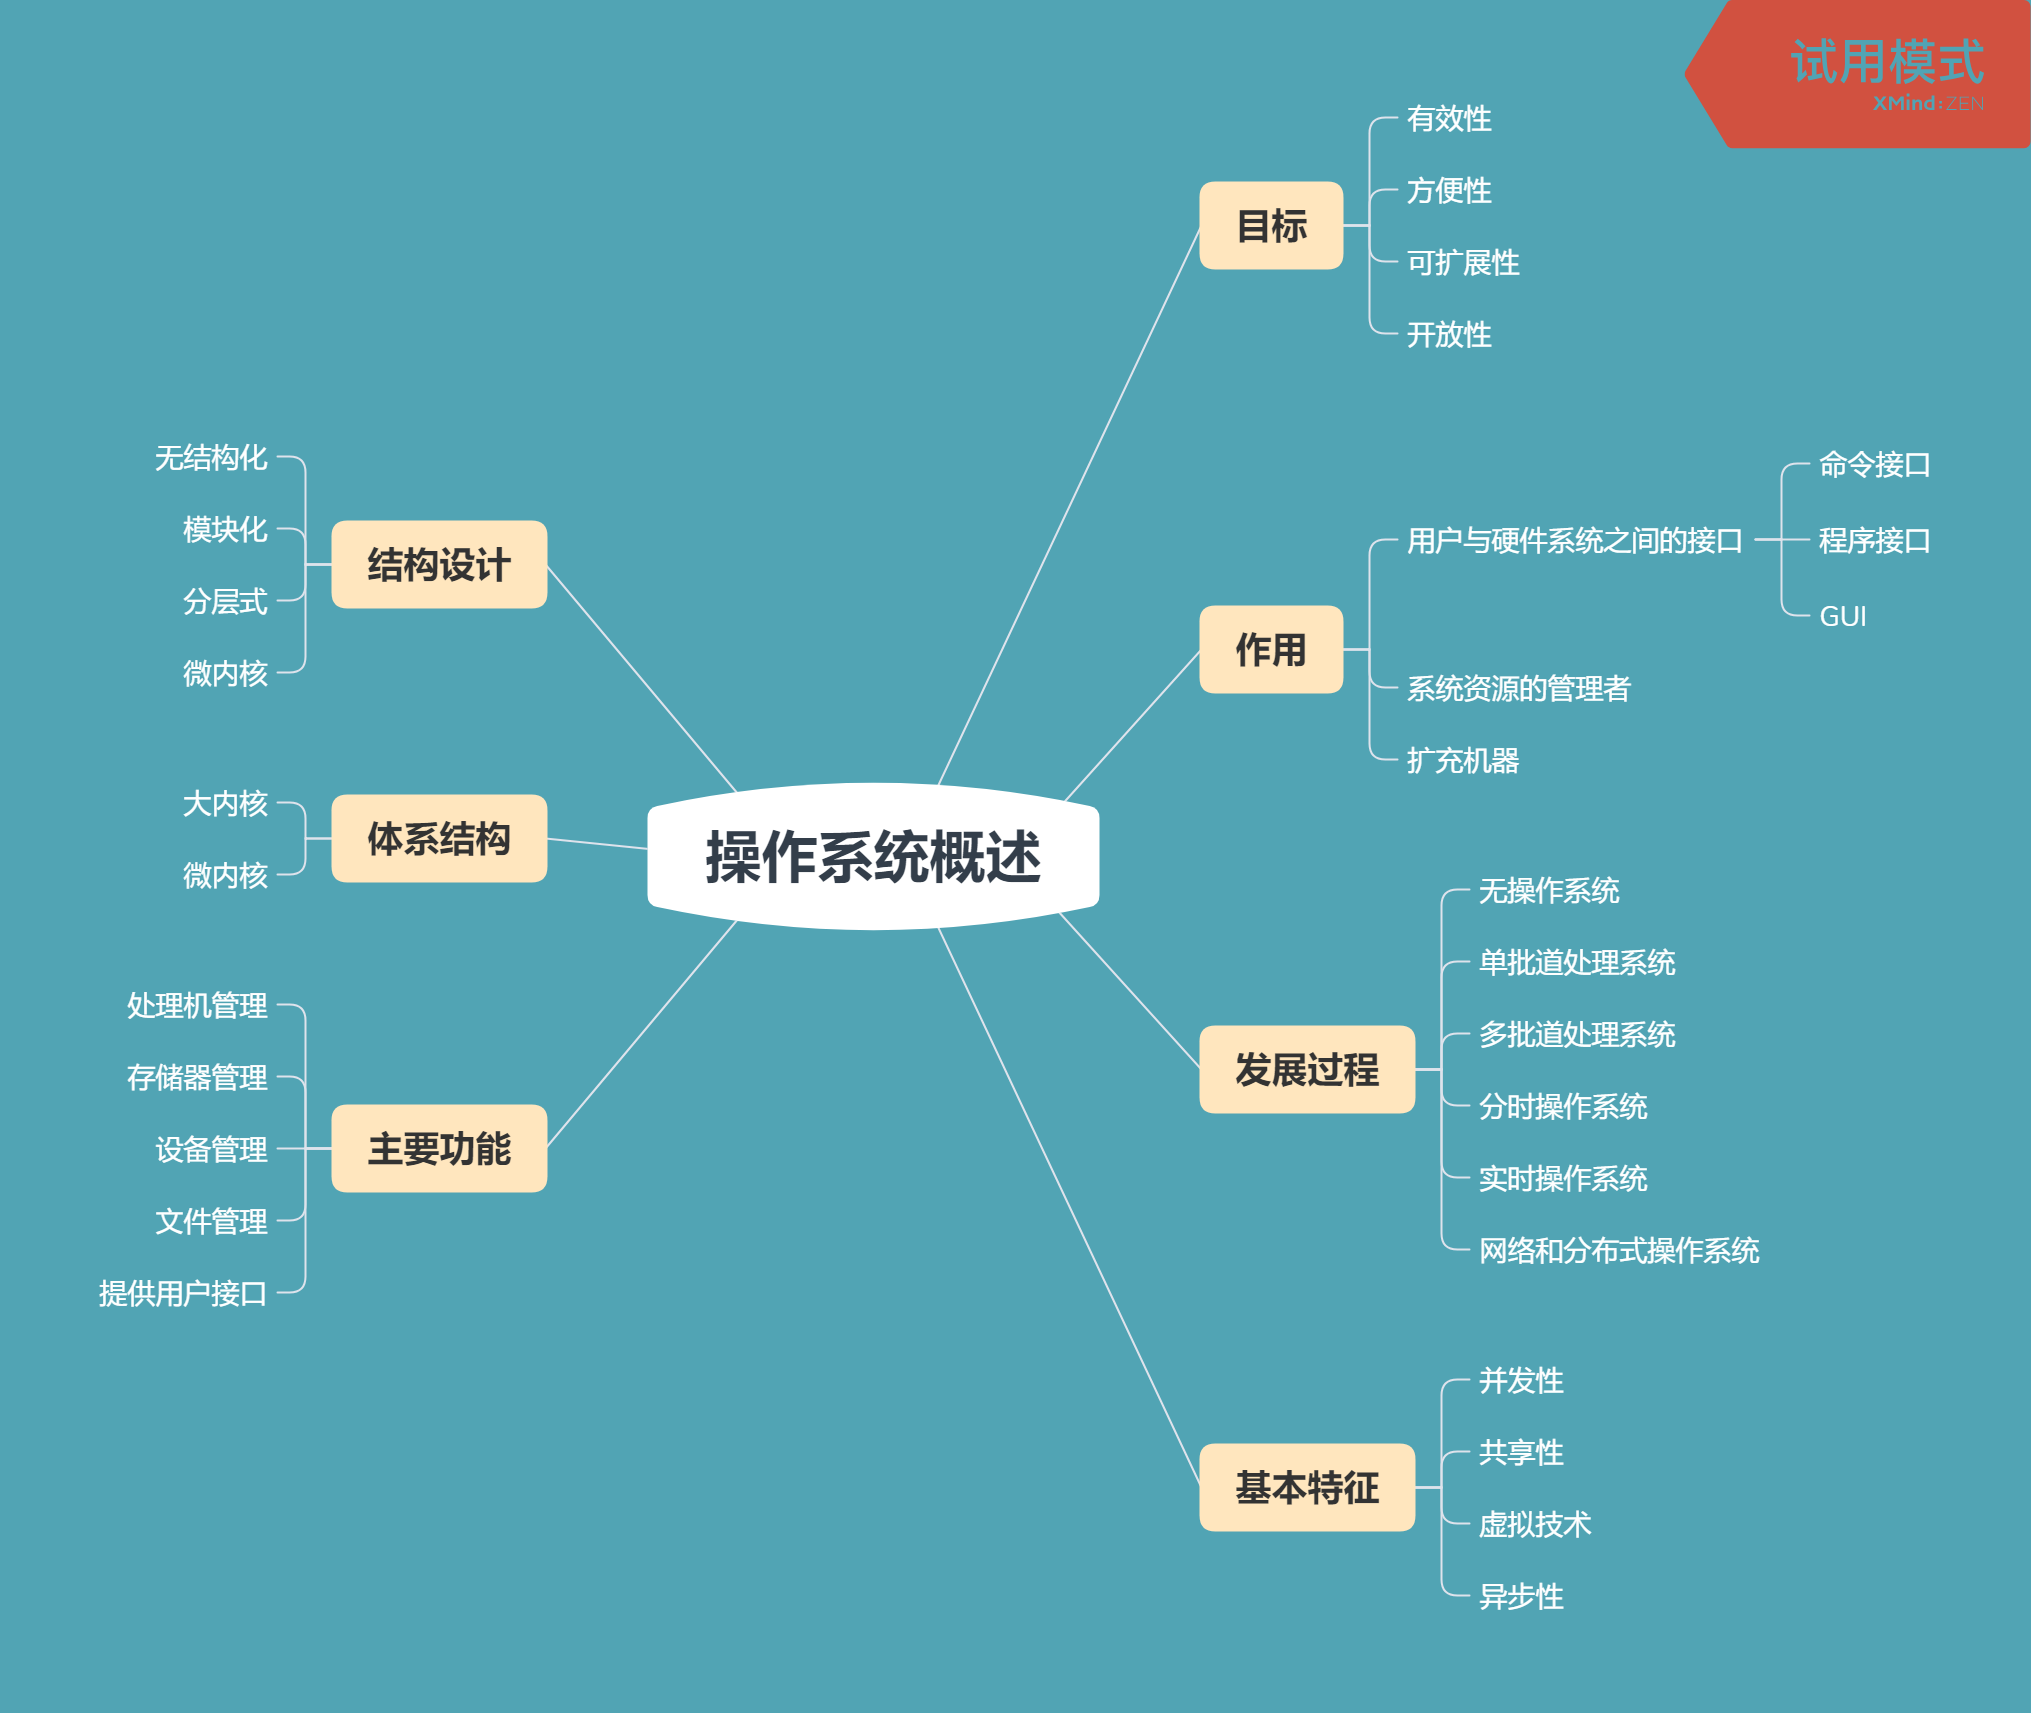 试用模式
XMind:ZEN
操作系统概述
目标
有效性
方便性
可扩展性
开放性
作用
用户与硬件系统之间的接口
命令接口
程序接口
GUI
系统资源的管理者
扩充机器
发展过程
无操作系统
单批道处理系统
多批道处理系统
分时操作系统
实时操作系统
网络和分布式操作系统
基本特征
并发性
共享性
虚拟技术
异步性
结构设计
无结构化
模块化
分层式
微内核
体系结构
大内核
微内核
主要功能
处理机管理
存储器管理
设备管理
文件管理
提供用户接口